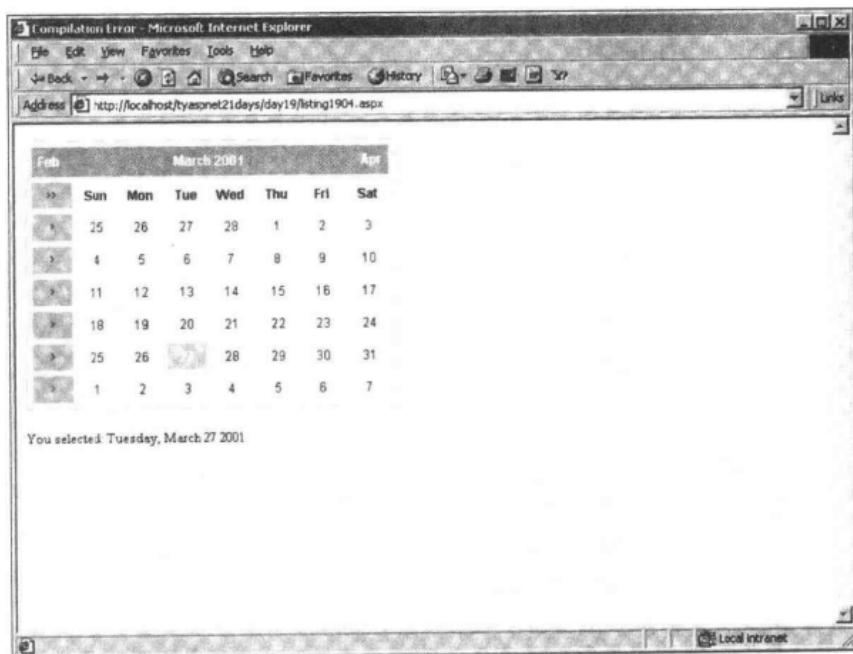 Compilation Error - Microsoft Internet Explorer
File Edit View Favorites Tools Help
Back Search Favorites History
Address http://localhost/tyaspnet21days/day19/listing1904.aspx Links
Feb March 2001 Apr
>> Sun Mon Tue Wed Thu Fri Sat
> 25 26 27 28 1 2 3
> 4 5 6 7 8 9 10
> 11 12 13 14 15 16 17
> 18 19 20 21 22 23 24
> 25 26 27 28 29 30 31
> 1 2 3 4 5 6 7
You selected Tuesday, March 27 2001
Local intranet